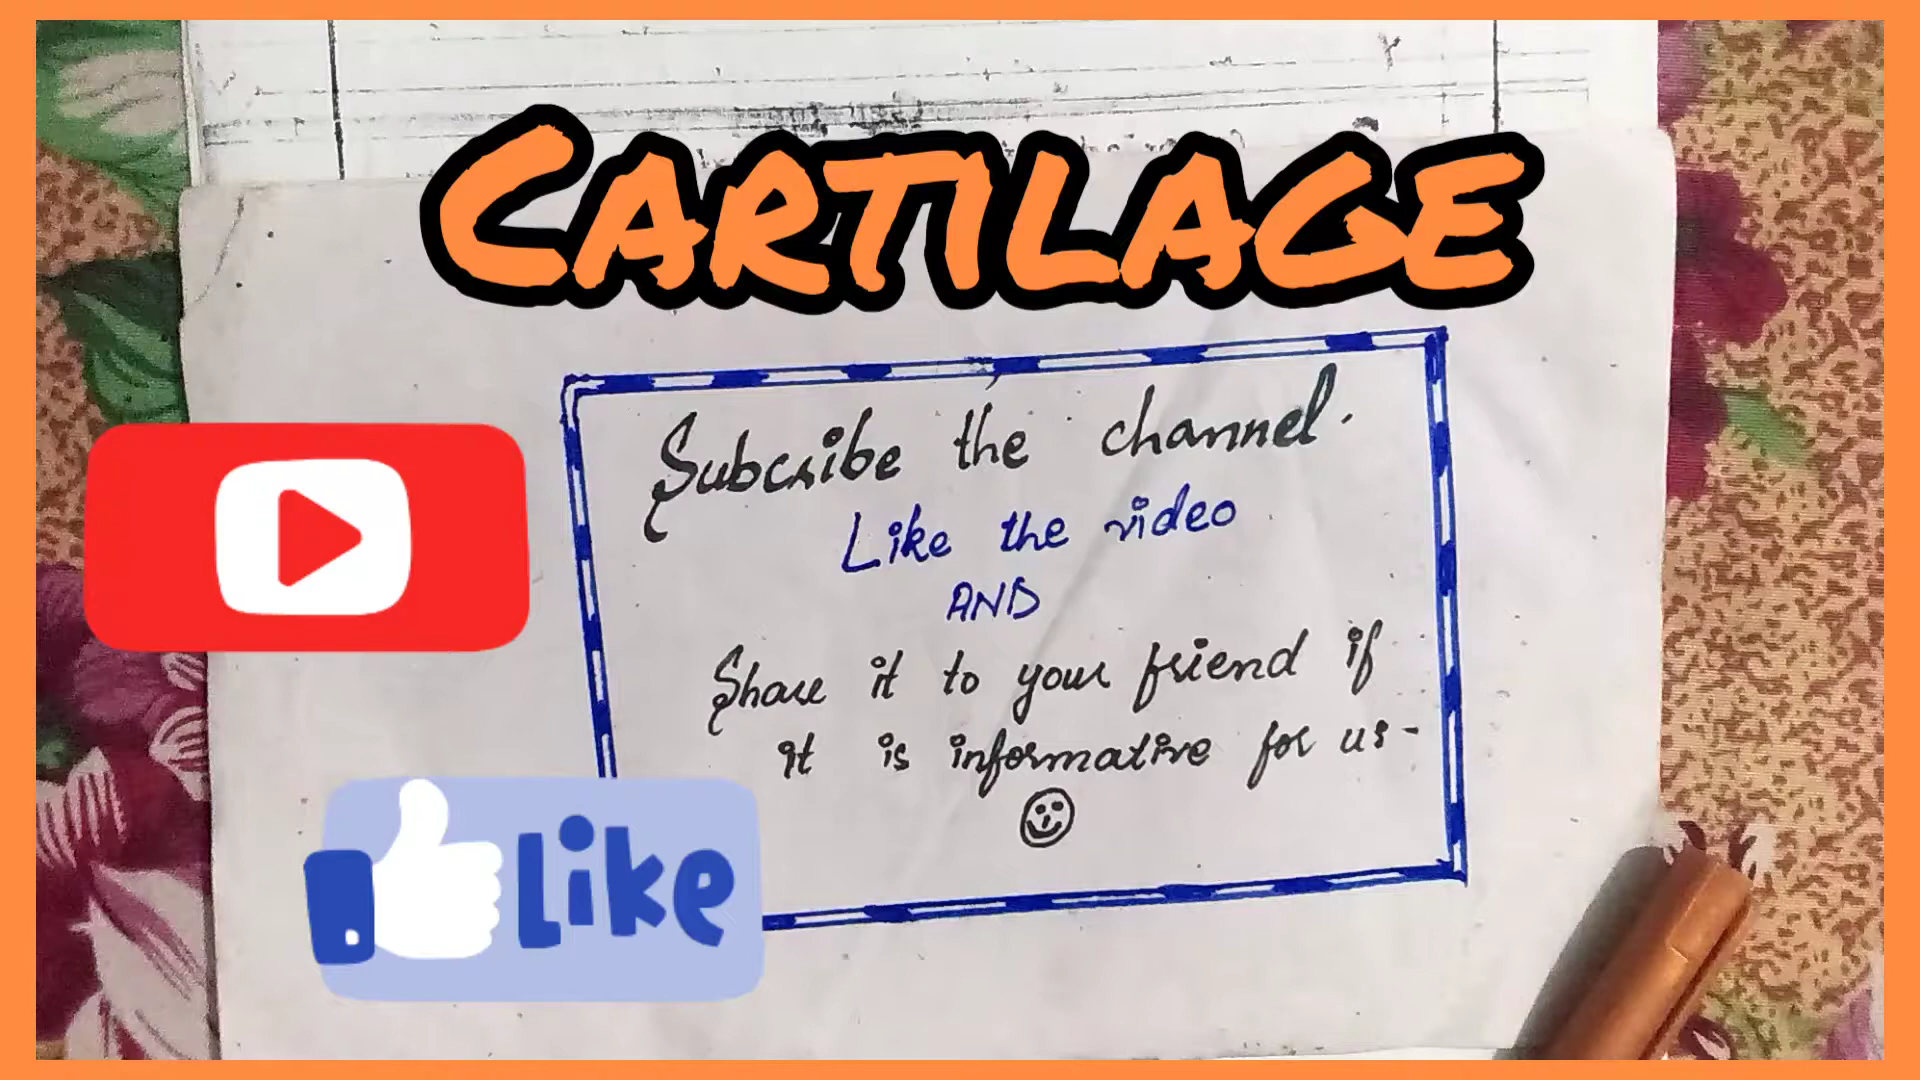 CARTILAGE
Subcribe the channel.
Like the video
AND
Share it to your friend if
it is informative for us-
Like